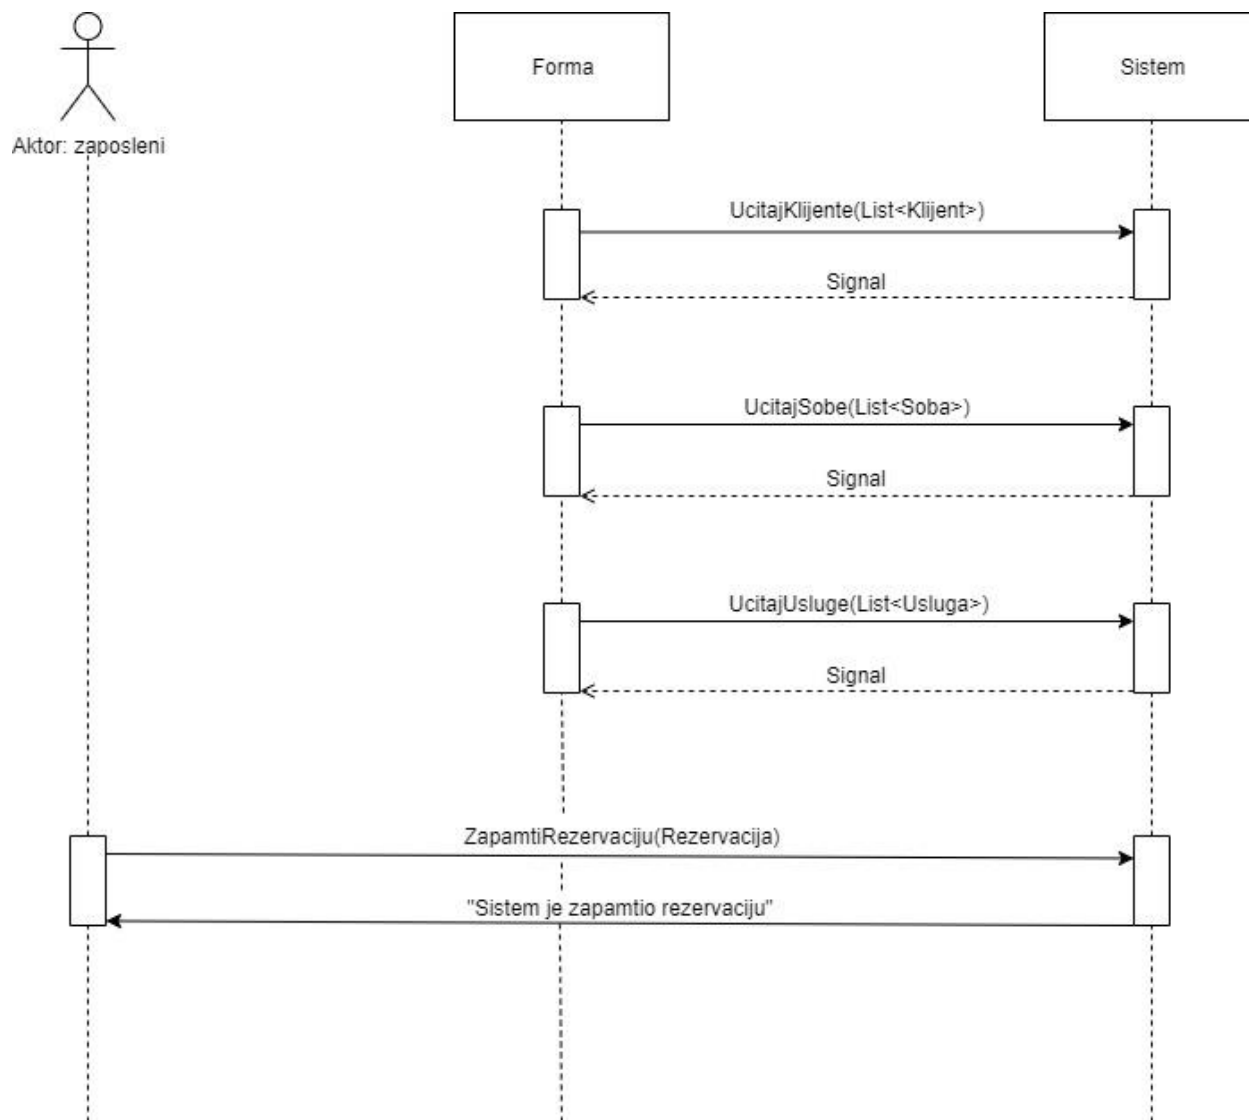 Forma
Sistem
Aktor: zaposleni
UcitajKlijente(List<Klijent>)
Signal
UcitajSobe(List<Soba>)
Signal
UcitajUsluge(List<Usluga>)
Signal
ZapamtiRezervaciju(Rezervacija)
"Sistem je zapamtio rezervaciju"